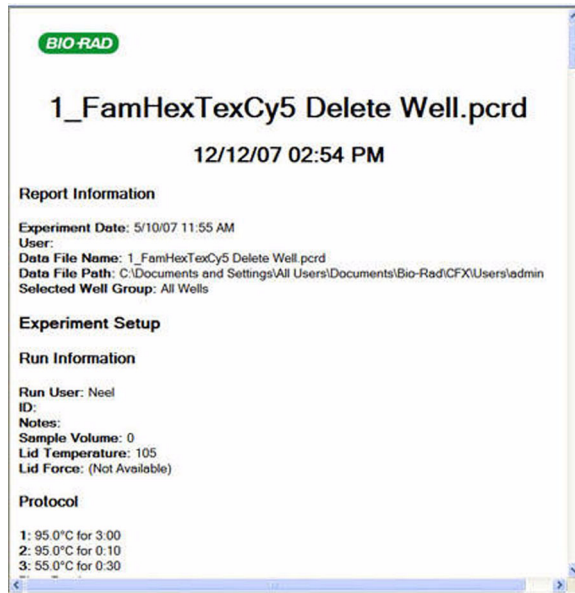 BIO-RAD
1_FamHexTexCy5 Delete Well.pcrd
12/12/07 02:54 PM
Report Information
Experiment Date: 5/10/07 11:55 AM
User:
Data File Name: 1_FamHexTexCy5 Delete Well.pcrd
Data File Path: C:\Documents and Settings\All Users\Documents\Bio-Rad\CFX\Users\admin
Selected Well Group: All Wells
Experiment Setup
Run Information
Run User: Neel
ID:
Notes:
Sample Volume: 0
Lid Temperature: 105
Lid Force: (Not Available)
Protocol
1: 95.0°C for 3:00
2: 95.0°C for 0:10
3: 55.0°C for 0:30